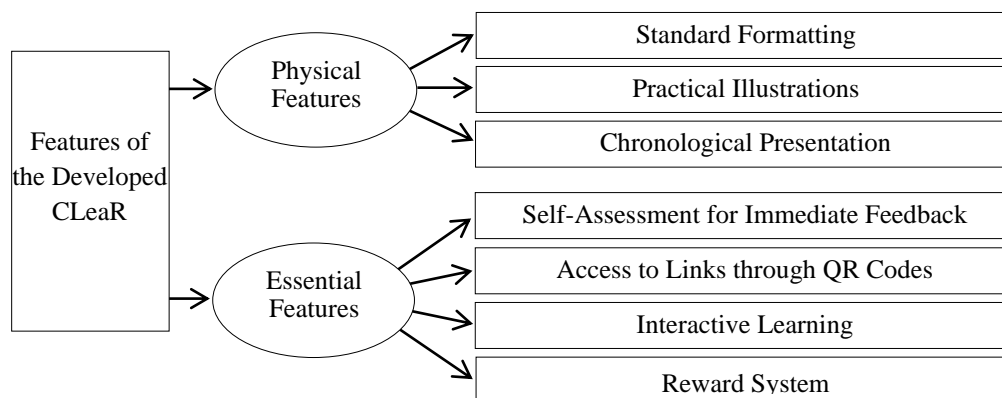 Features of
the Developed
CLeaR
Physical
Features
Standard Formatting
Practical Illustrations
Chronological Presentation
Essential
Features
Self-Assessment for Immediate Feedback
Access to Links through QR Codes
Interactive Learning
Reward System